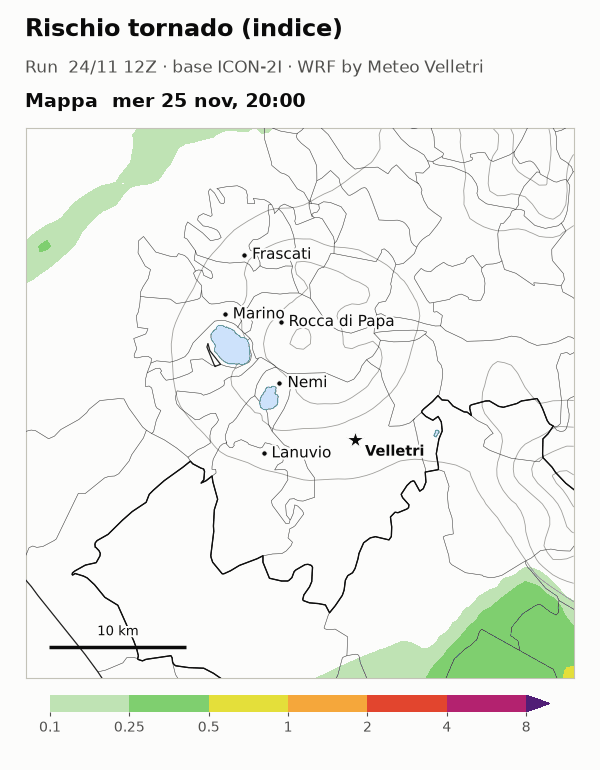 Rischio tornado (indice)
Run  24/11 12Z · base ICON-2I · WRF by Meteo Velletri
Mappa  mer 25 nov, 20:00
Frascati
Marino
Rocca di Papa
Nemi
Velletri
Lanuvio
10 km
0.1 0.25 0.5 1 2 4 8